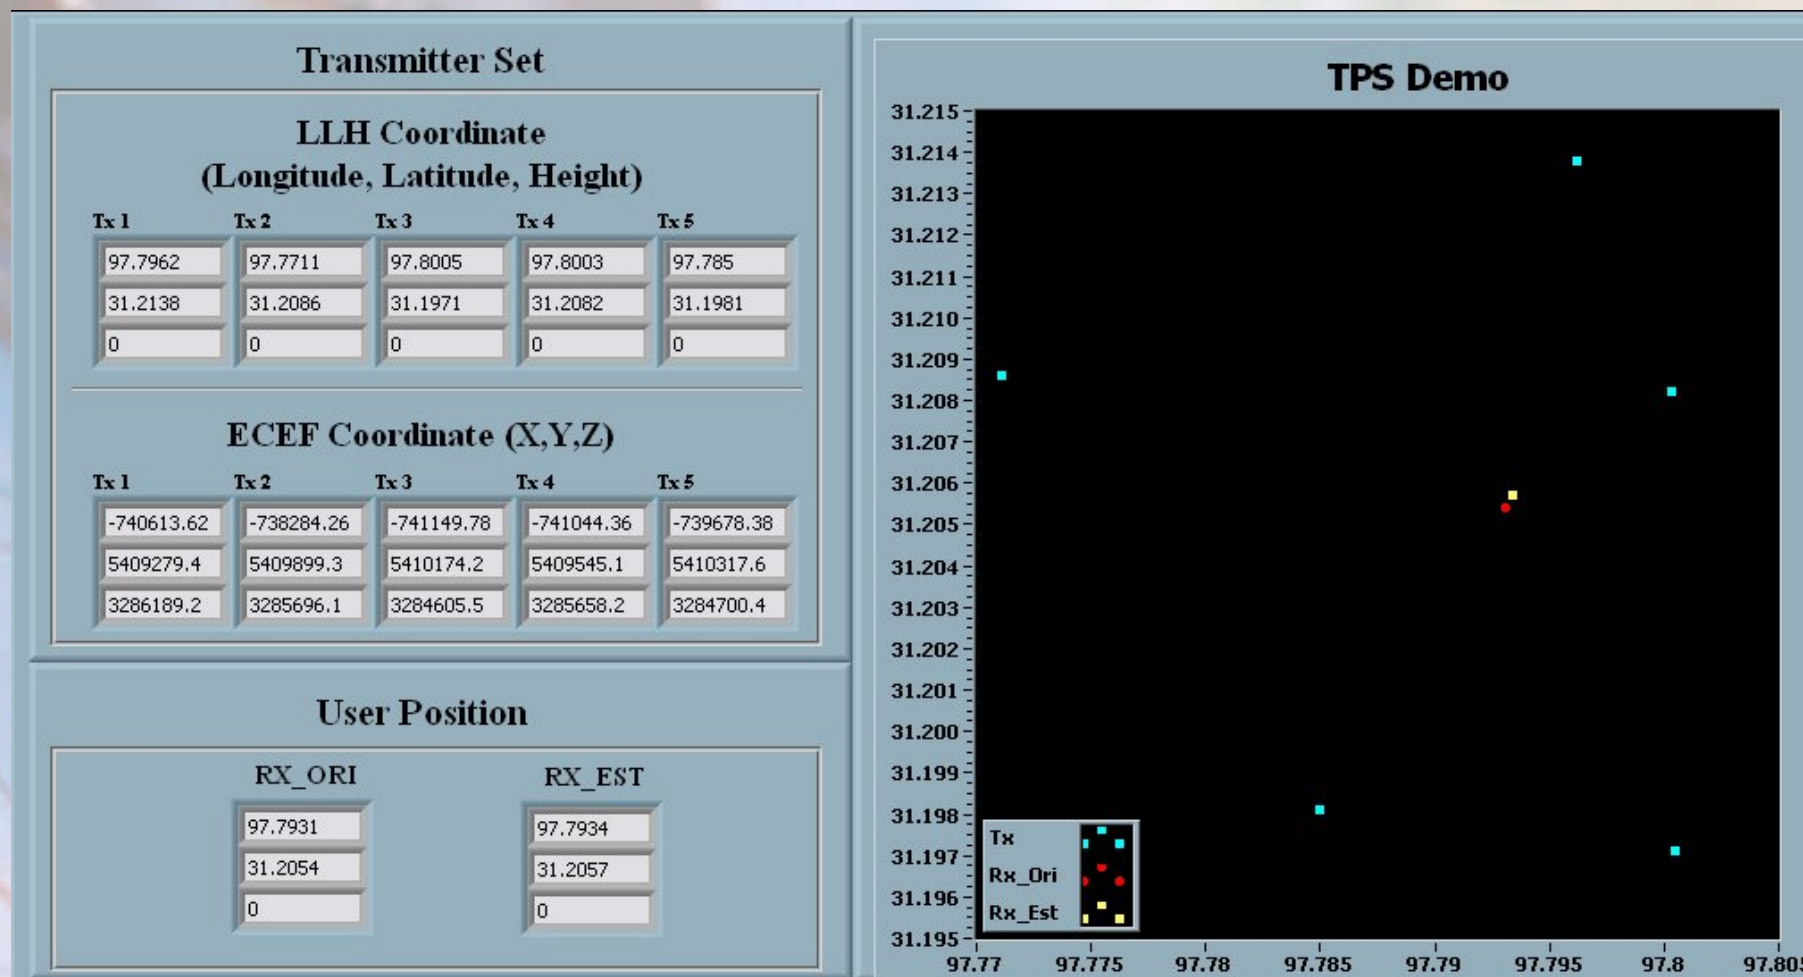 Transmitter Set
LLH Coordinate
(Longitude, Latitude, Height)
Tx 1 Tx 2 Tx 3 Tx 4 Tx 5
97.7962 97.7711 97.8005 97.8003 97.785
31.2138 31.2086 31.1971 31.2082 31.1981
0 0 0 0 0
ECEF Coordinate (X,Y,Z)
Tx 1 Tx 2 Tx 3 Tx 4 Tx 5
-740613.62 -738284.26 -741149.78 -741044.36 -739678.38
5409279.4 5409899.3 5410174.2 5409545.1 5410317.6
3286189.2 3285696.1 3284605.5 3285658.2 3284700.4
User Position
RX_ORI RX_EST
97.7931 97.7934
31.2054 31.2057
0 0
TPS Demo
31.215
31.214
31.213
31.212
31.211
31.210
31.209
31.208
31.207
31.206
31.205
31.204
31.203
31.202
31.201
31.200
31.199
31.198
31.197
31.196
31.195
Tx
Rx_Ori
Rx_Est
97.77 97.775 97.78 97.785 97.79 97.795 97.8 97.805